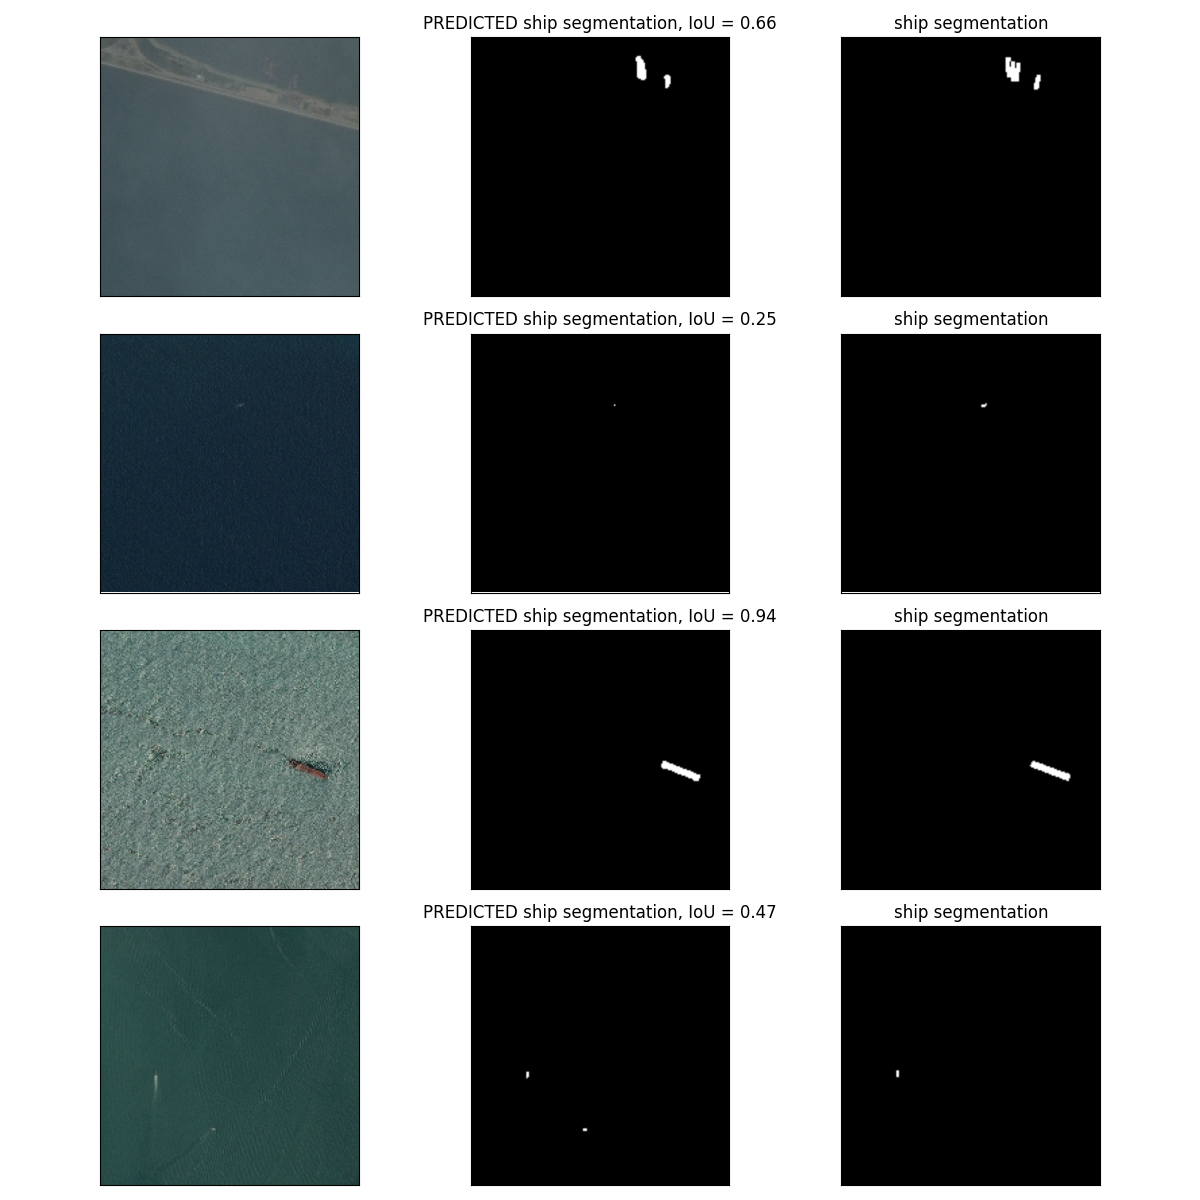 PREDICTED ship segmentation, IoU = 0.66
ship segmentation
PREDICTED ship segmentation, IoU = 0.25
ship segmentation
PREDICTED ship segmentation, IoU = 0.94
ship segmentation
PREDICTED ship segmentation, IoU = 0.47
ship segmentation